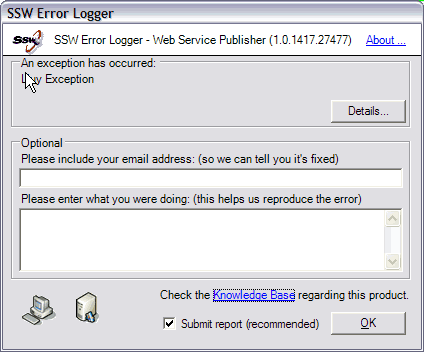 SSW Error Logger
SSW
SSW Error Logger - Web Service Publisher (1.0.1417.27477) About ...
An exception has occurred:
Exception
Details...
Optional
Please include your email address: (so we can tell you it's fixed)
Please enter what you were doing: (this helps us reproduce the error)
Check the Knowledge Base regarding this product.
Submit report (recommended)
OK